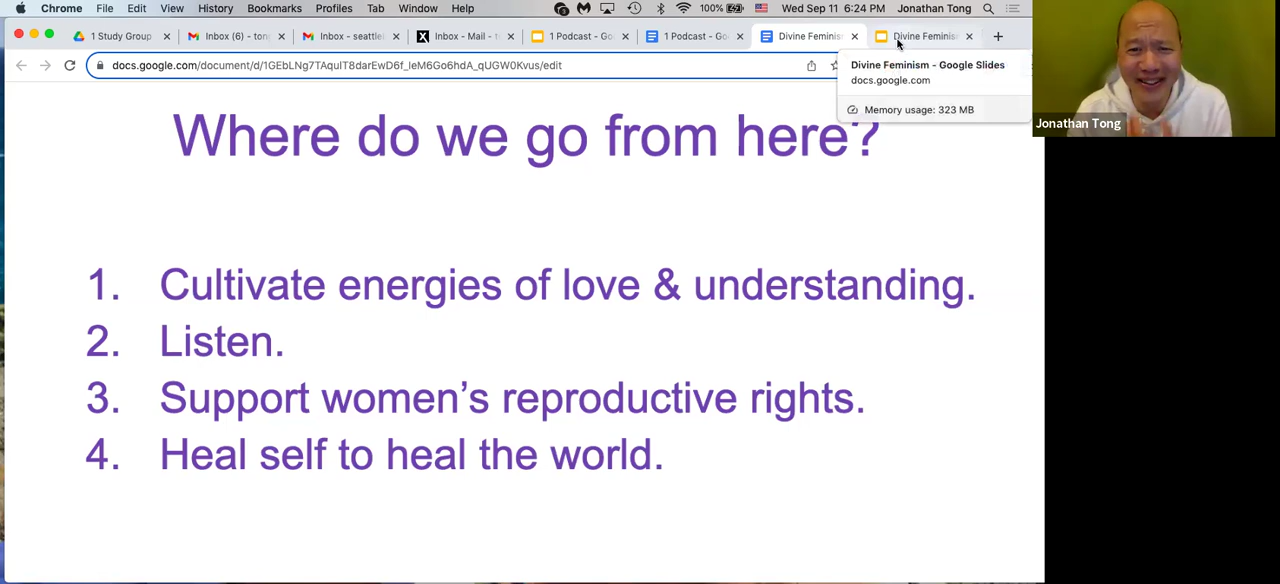 Chrome File Edit View History Bookmarks Profiles Tab Window Help 100% Wed Sep 11 6:24 PM Jonathan Tong
1 Study Group Inbox (6) - ton Inbox - seattle Inbox - Mail - t 1 Podcast - Go 1 Podcast - Go Divine Feminis Divine Feminis
docs.google.com/document/d/1GEbLNg7TAquIT8darEwD6f_IeM6Go6hdA_qUGW0Kvus/edit
Divine Feminism - Google Slides
docs.google.com
Memory usage: 323 MB
Jonathan Tong
Where do we go from here?
1. Cultivate energies of love & understanding.
2. Listen.
3. Support women's reproductive rights.
4. Heal self to heal the world.